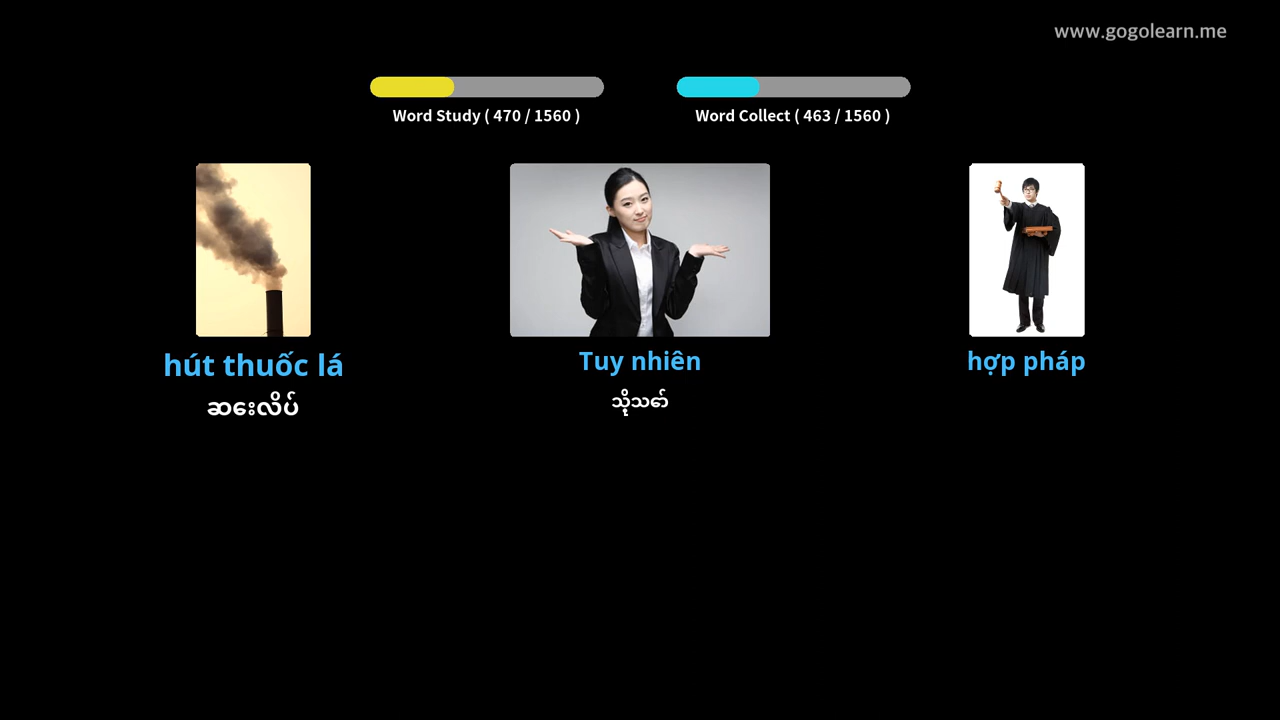 www.gogolearn.me
Word Study ( 470 / 1560 )
Word Collect ( 463 / 1560 )
hút thuốc lá
ဆေးလိပ်
Tuy nhiên
သို့သော်
hợp pháp